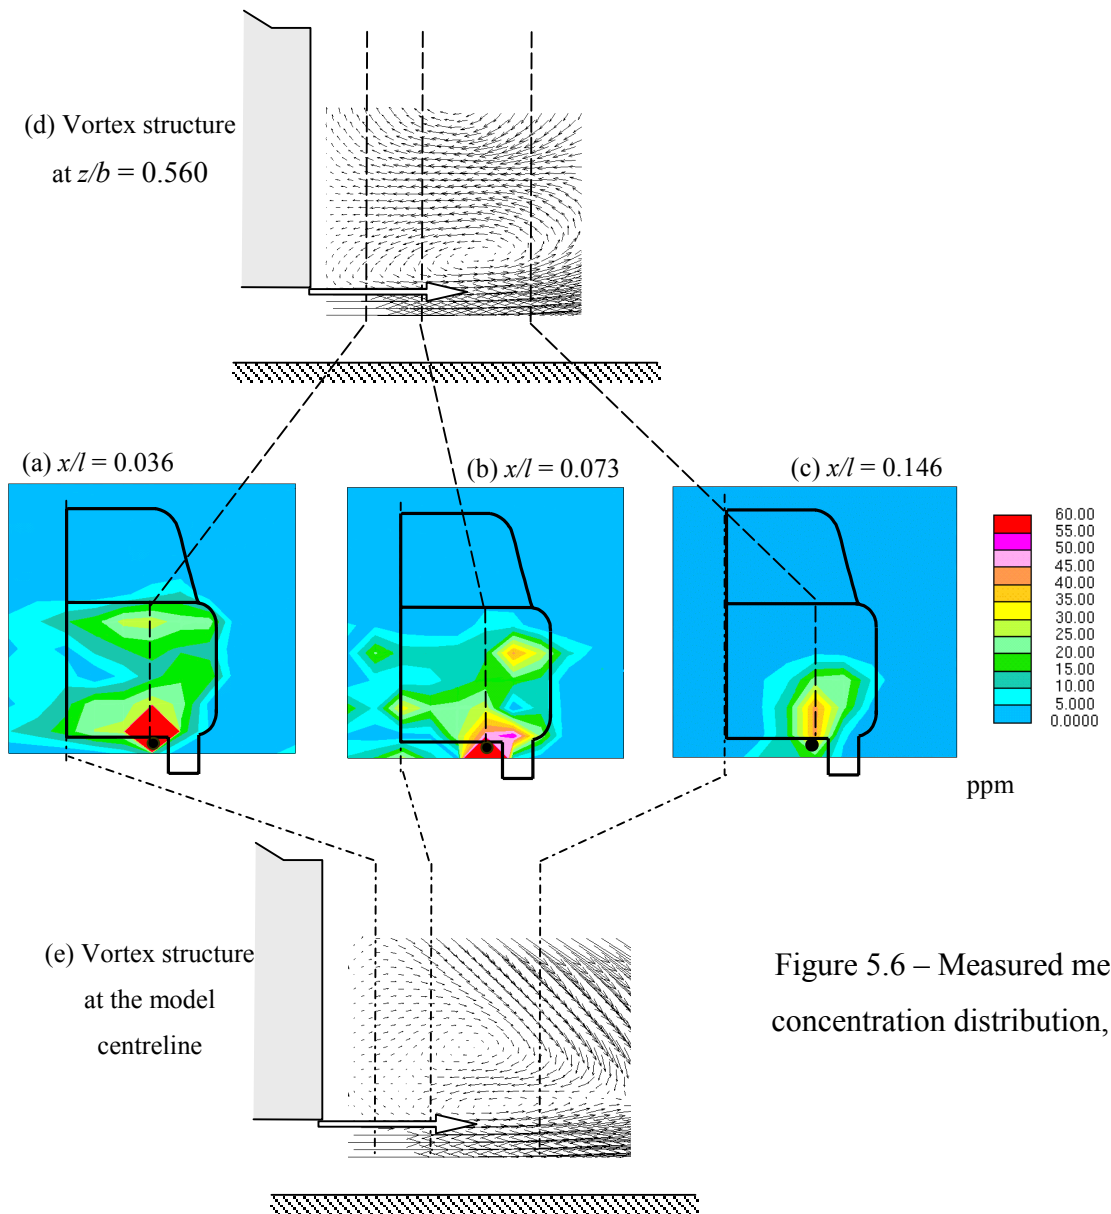 (d) Vortex structure
at z/b = 0.560
(a) x/l = 0.036
(b) x/l = 0.073
(c) x/l = 0.146
60.00
55.00
50.00
45.00
40.00
35.00
30.00
25.00
20.00
15.00
10.00
5.000
0.0000
ppm
(e) Vortex structure
at the model
centreline
Figure 5.6 – Measured me
concentration distribution,